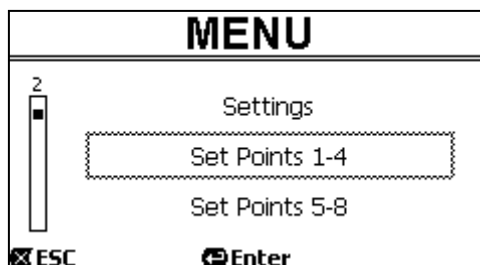 MENU
2
Settings
Set Points 1-4
Set Points 5-8
ESC Enter